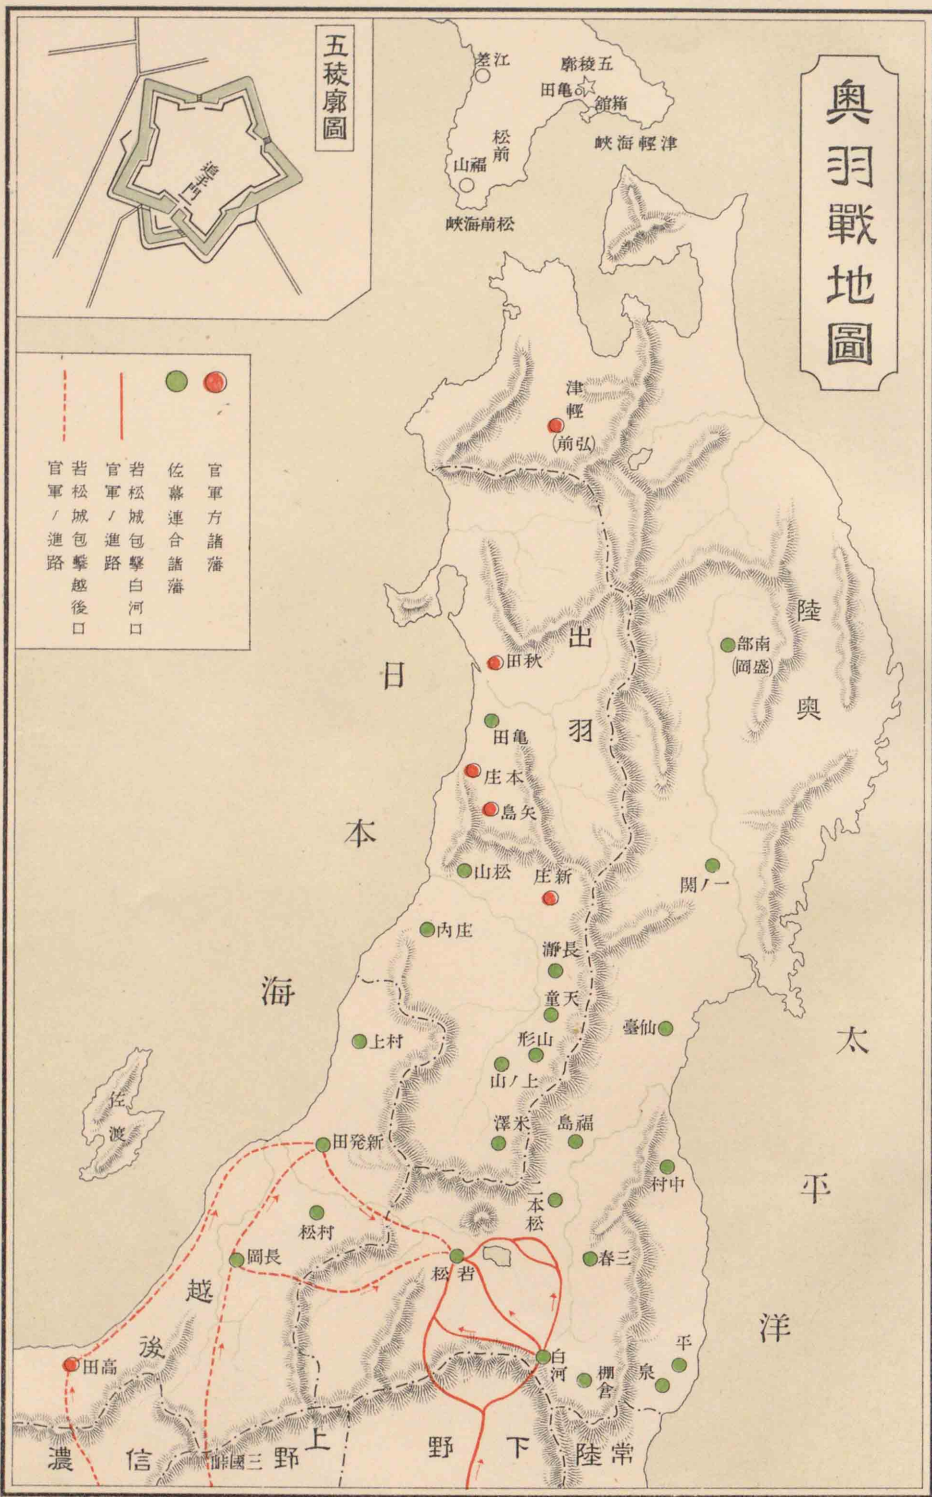 奥羽戰地圖
五稜廓圖
追手門
官軍方諸藩
佐幕連合諸藩
若松城包撃白河口
官軍ノ進路
若松城包撃越後口
官軍ノ進路
江差
五稜廓
亀田
箱舘
松前
福山
津輕海峡
松前海峡
津輕
(弘前)
陸奥
出羽
南部
(盛岡)
秋田
亀田
本庄
矢島
松山
新庄
一ノ関
庄内
長瀞
天童
仙臺
山形
上ノ山
村上
米澤
福島
新発田
中村
二本松
村松
長岡
若松
三春
白河
棚倉
平
泉
高田
佐渡
越後
日本海
太平洋
常陸
下野
上野
三國峠
信濃